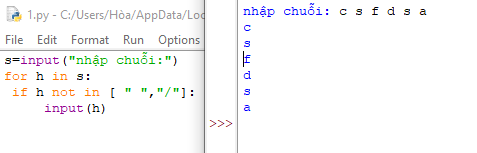 1.py - C:/Users/Hòa/AppData/Loc
File Edit Format Run Options
s=input("nhập chuỗi:")
for h in s:
 if h not in [ " ","/"]:
     input(h)
nhập chuỗi: c s f d s a
c
s
f
d
s
a
>>>